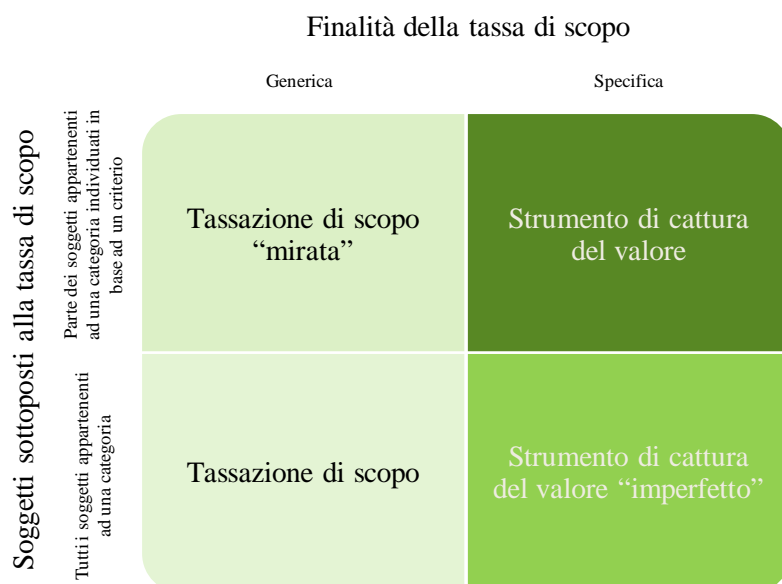 Finalità della tassa di scopo
Generica
Specifica
Soggetti sottoposti alla tassa di scopo
Parte dei soggetti appartenenti
ad una categoria individuati in
base ad un criterio
Tassazione di scopo
“mirata”
Strumento di cattura
del valore
Tutti i soggetti appartenenti
ad una categoria
Tassazione di scopo
Strumento di cattura
del valore “imperfetto”